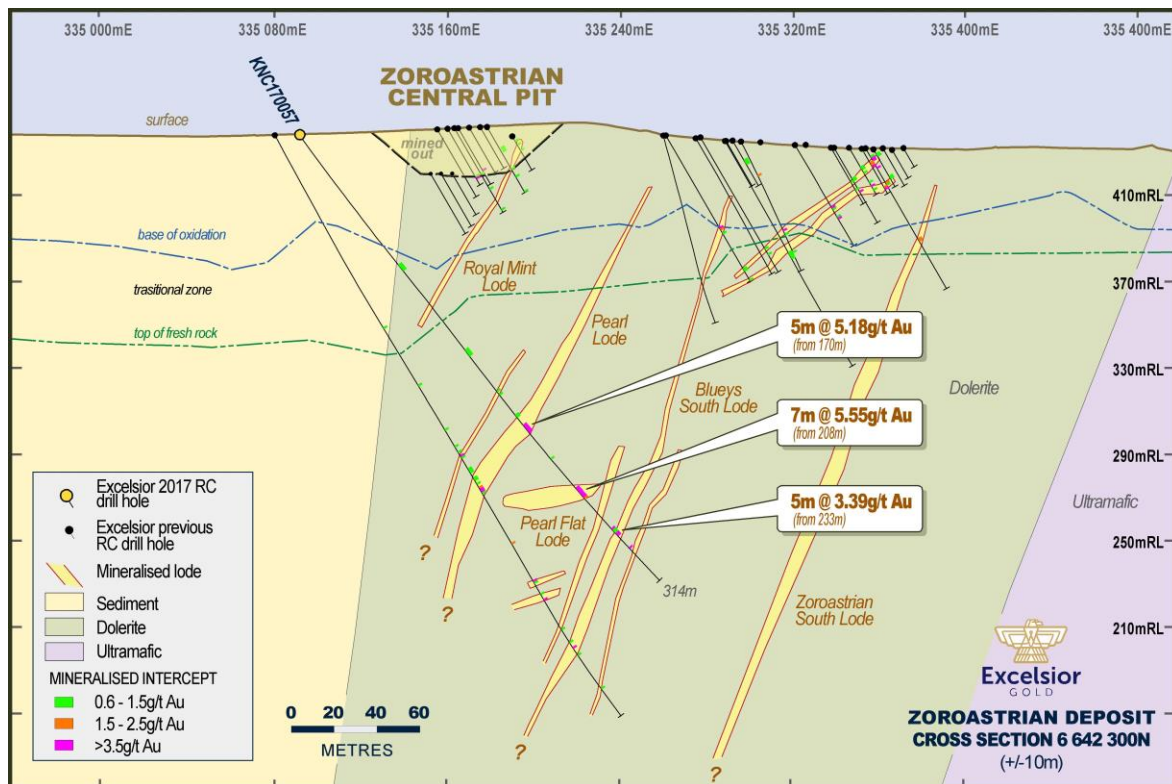 335 000mE
335 080mE
335 160mE
335 240mE
335 320mE
335 400mE
335 400mE
KNC170057
ZOROASTRIAN
CENTRAL PIT
surface
mined
out
410mRL
base of oxidation
Royal Mint
Lode
trasitional zone
370mRL
Pearl
Lode
5m @ 5.18g/t Au
(from 170m)
top of fresh rock
330mRL
Blueys
South Lode
Dolerite
7m @ 5.55g/t Au
(from 208m)
290mRL
5m @ 3.39g/t Au
(from 233m)
Ultramafic
Pearl Flat
Lode
250mRL
?
314m
?
Zoroastrian
South Lode
210mRL
?
?
Excelsior 2017 RC
drill hole
Excelsior previous
RC drill hole
Mineralised lode
Sediment
Dolerite
Ultramafic
MINERALISED INTERCEPT
0.6 - 1.5g/t Au
1.5 - 2.5g/t Au
>3.5g/t Au
0 20 40 60
METRES
Excelsior
GOLD
ZOROASTRIAN DEPOSIT
CROSS SECTION 6 642 300N
(+/-10m)